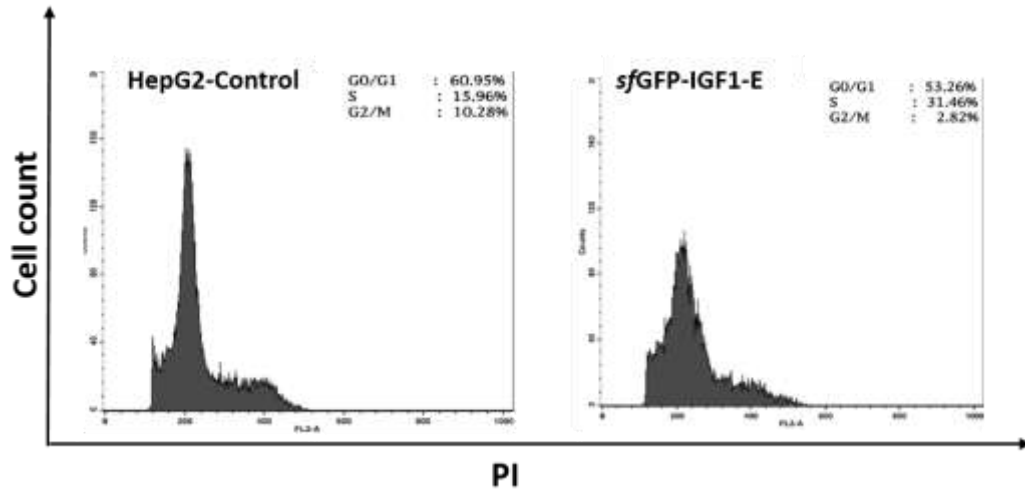 HepG2-Control
G0/G1 : 60.95%
S : 15.96%
G2/M : 10.28%
sfGFP-IGF1-E
G0/G1 : 53.26%
S : 31.46%
G2/M : 2.82%
Cell count
Counts
0 200 400 600 800 1000
FL2-A
0 200 400 600 800 1000
FL2-A
PI